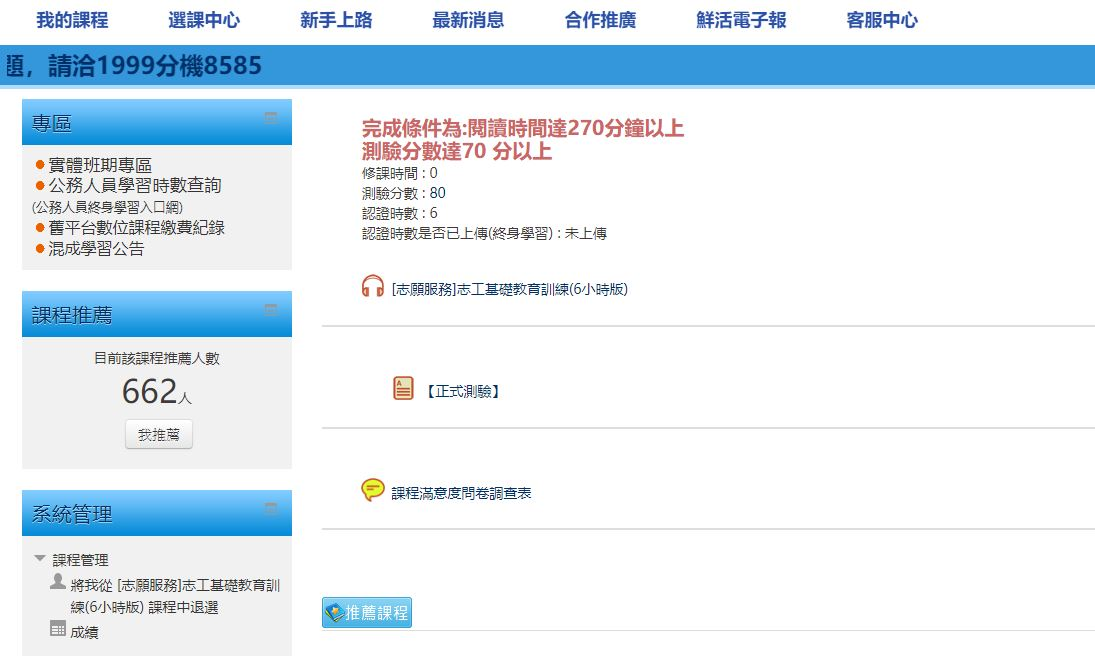 我的課程 選課中心 新手上路 最新消息 合作推廣 鮮活電子報 客服中心
題，請洽1999分機8585
專區
實體班期專區
公務人員學習時數查詢
(公務人員終身學習入口網)
舊平台數位課程繳費紀錄
混成學習公告
課程推薦
目前該課程推薦人數
662人
我推薦
系統管理
課程管理
將我從 [志願服務]志工基礎教育訓
練(6小時版) 課程中退選
成績
完成條件為:閱讀時間達270分鐘以上
測驗分數達70 分以上
修課時間 : 0
測驗分數 : 80
認證時數 : 6
認證時數是否已上傳(終身學習) : 未上傳
[志願服務]志工基礎教育訓練(6小時版)
【正式測驗】
課程滿意度問卷調查表
推薦課程